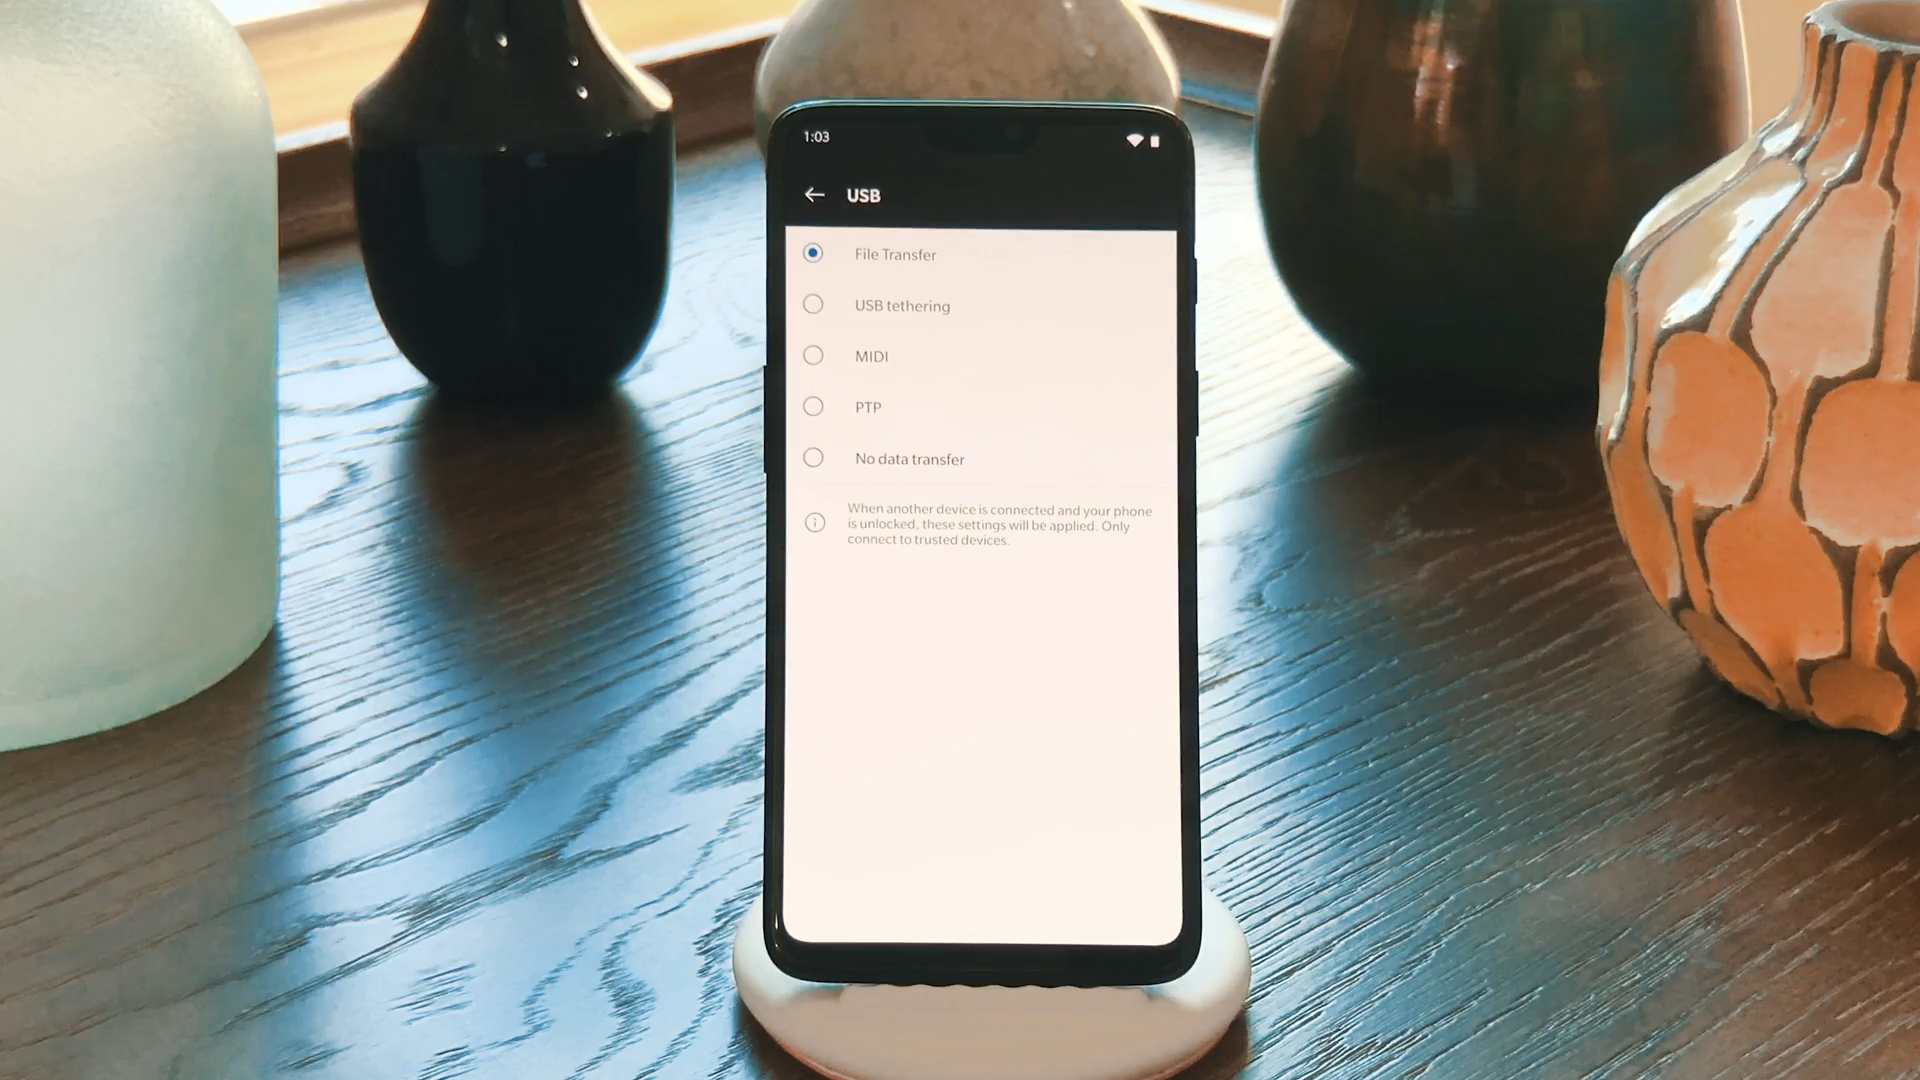 1:03
USB
File Transfer
USB tethering
MIDI
PTP
No data transfer
When another device is connected and your phone
is unlocked, these settings will be applied. Only
connect to trusted devices.